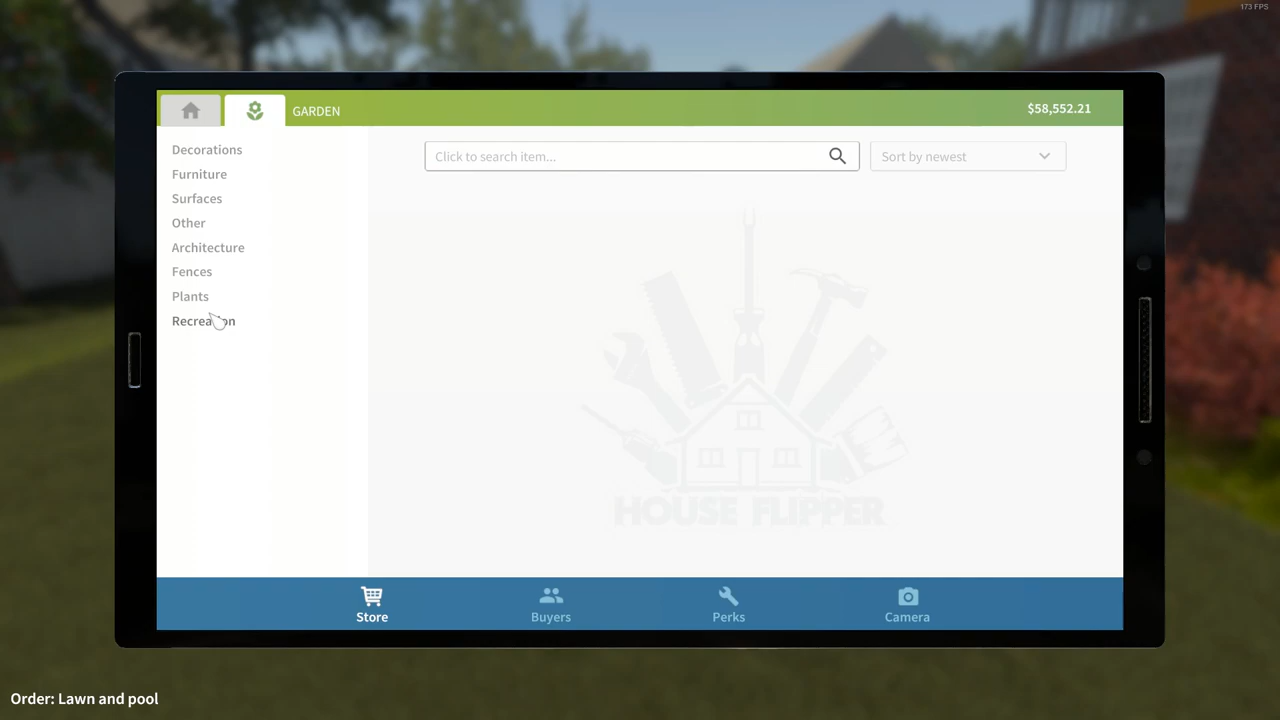 173 FPS
GARDEN
$58,552.21
Decorations
Furniture
Surfaces
Other
Architecture
Fences
Plants
Recreation
Click to search item...
Sort by newest
HOUSE FLIPPER
Store
Buyers
Perks
Camera
Order: Lawn and pool